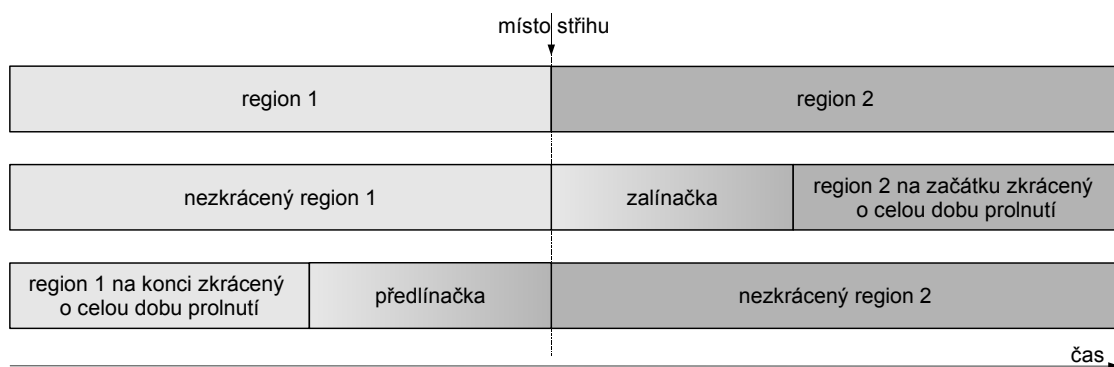 místo střihu
region 1
region 2
nezkrácený region 1
zalínačka
region 2 na začátku zkrácený
o celou dobu prolnutí
region 1 na konci zkrácený
o celou dobu prolnutí
předlínačka
nezkrácený region 2
čas